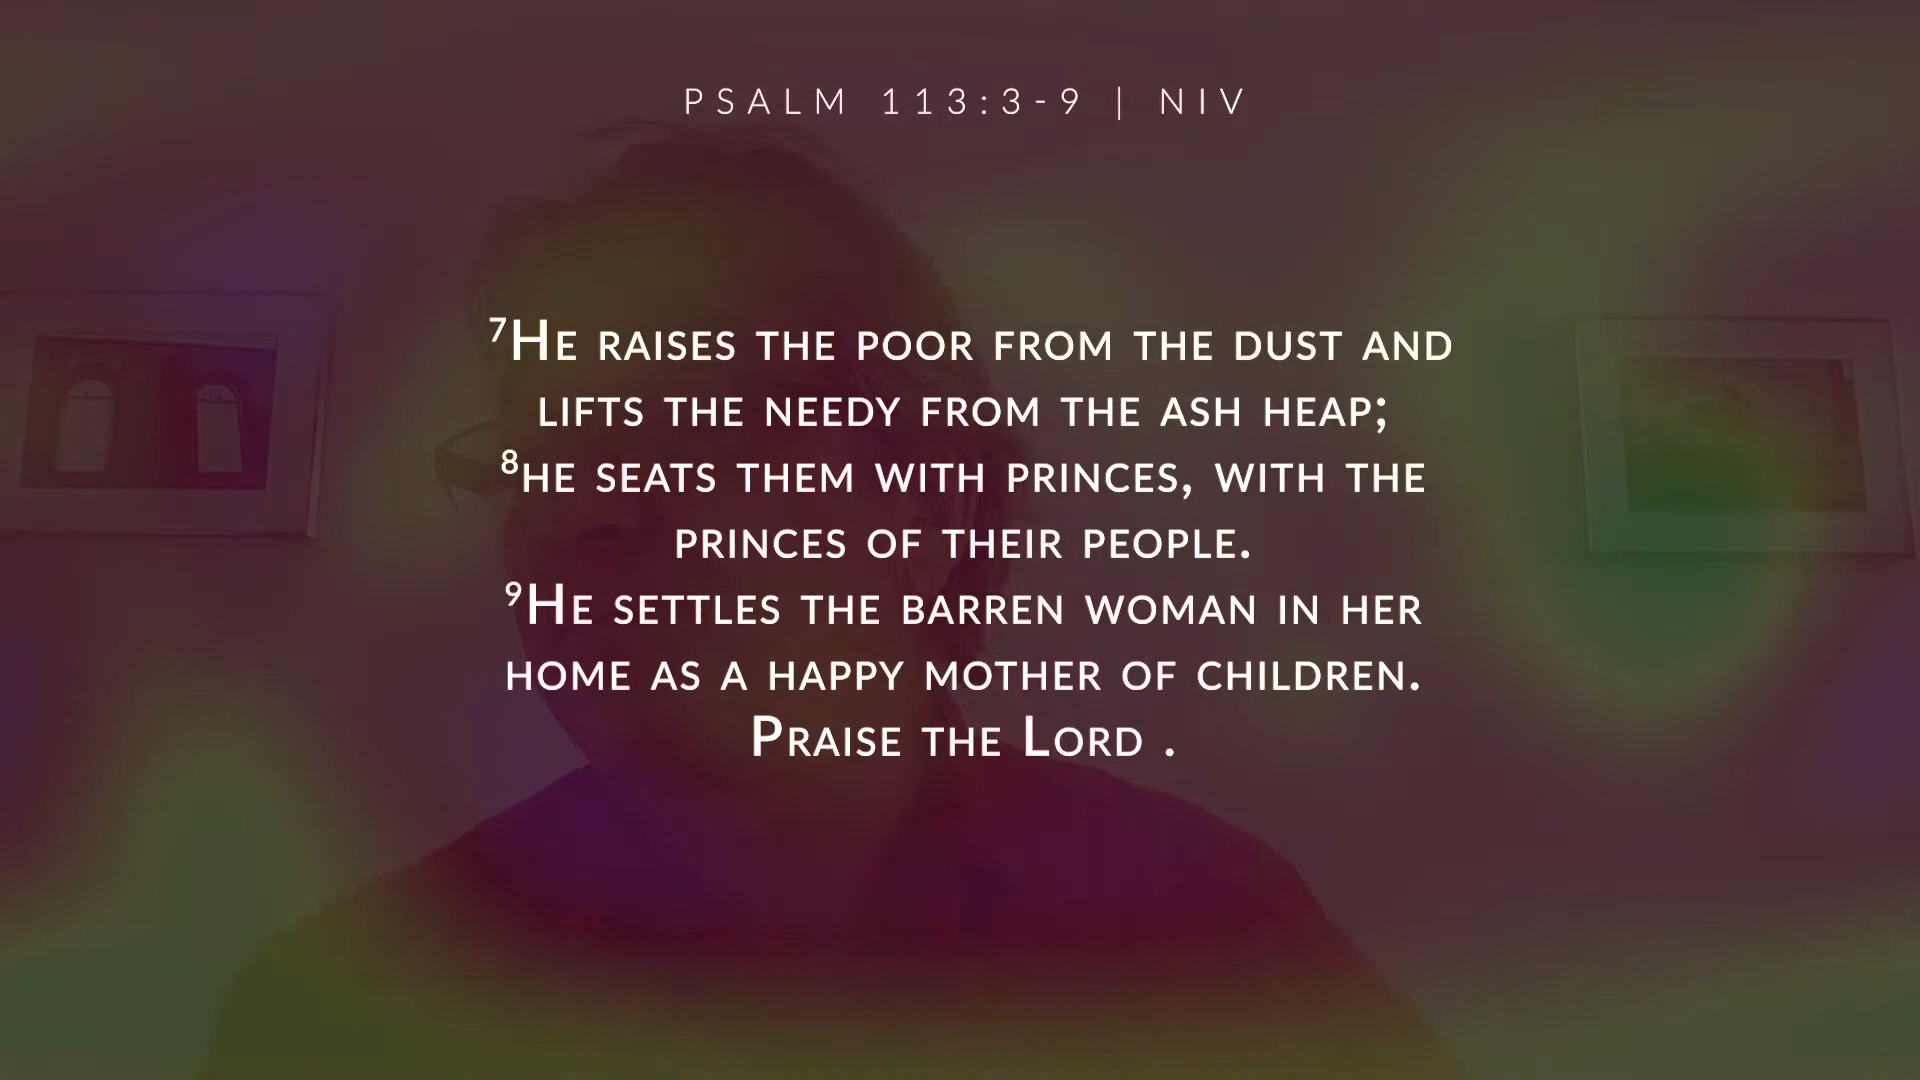 PSALM 113:3-9 | NIV
⁷He raises the poor from the dust and
lifts the needy from the ash heap;
⁸he seats them with princes, with the
princes of their people.
⁹He settles the barren woman in her
home as a happy mother of children.
Praise the Lord .